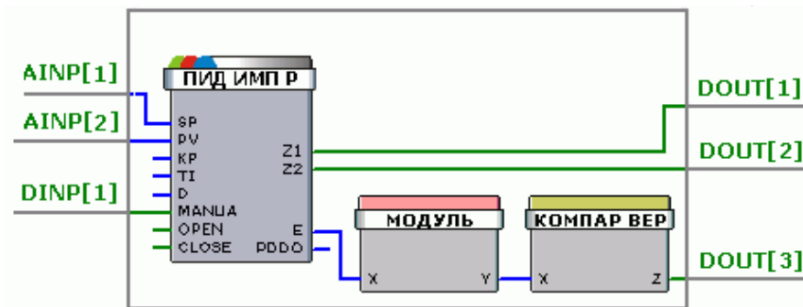 AINP[1]
AINP[2]
DINP[1]
ПИД ИМП Р
SP
PV
KP
TI
D
MANUA
OPEN
CLOSE
Z1
Z2
E
PDDO
МОДУЛЬ
X
Y
КОМПАР ВЕР
X
Z
DOUT[1]
DOUT[2]
DOUT[3]